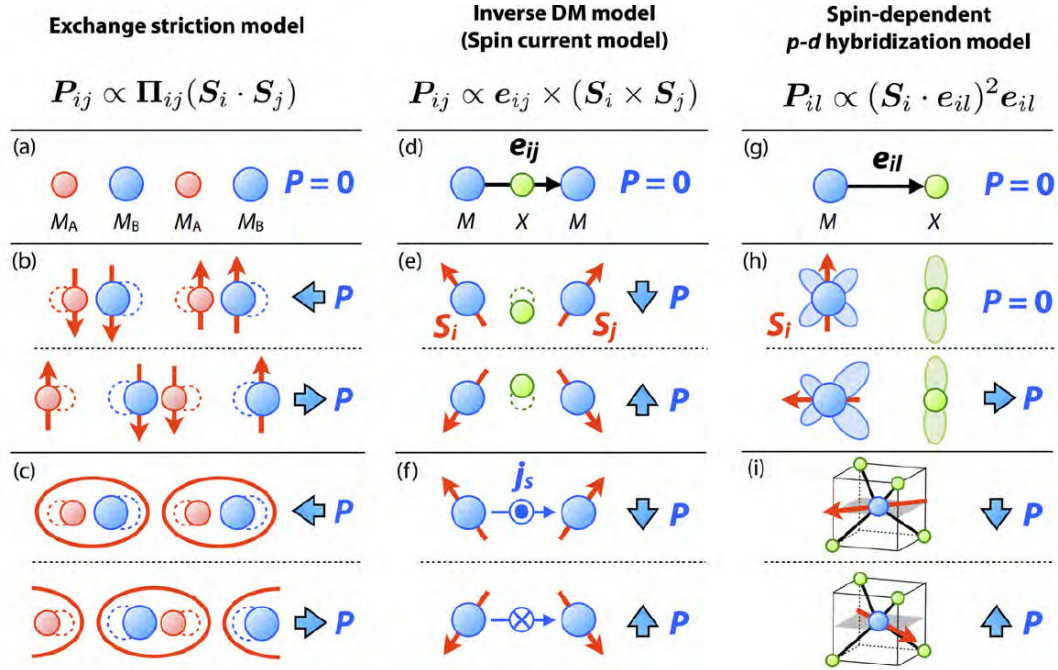 Exchange striction model
Inverse DM model
(Spin current model)
Spin-dependent
p-d hybridization model
P_ij ∝ Π_ij(S_i · S_j)
P_ij ∝ e_ij × (S_i × S_j)
P_il ∝ (S_i · e_il)²e_il
(a)
P = 0
M_A M_B M_A M_B
(b)
P
P
(c)
P
P
(d)
e_ij
P = 0
M X M
(e)
S_i S_j
P
P
(f)
j_s
P
P
(g)
e_il
P = 0
M X
(h)
S_i
P = 0
P
(i)
P
P